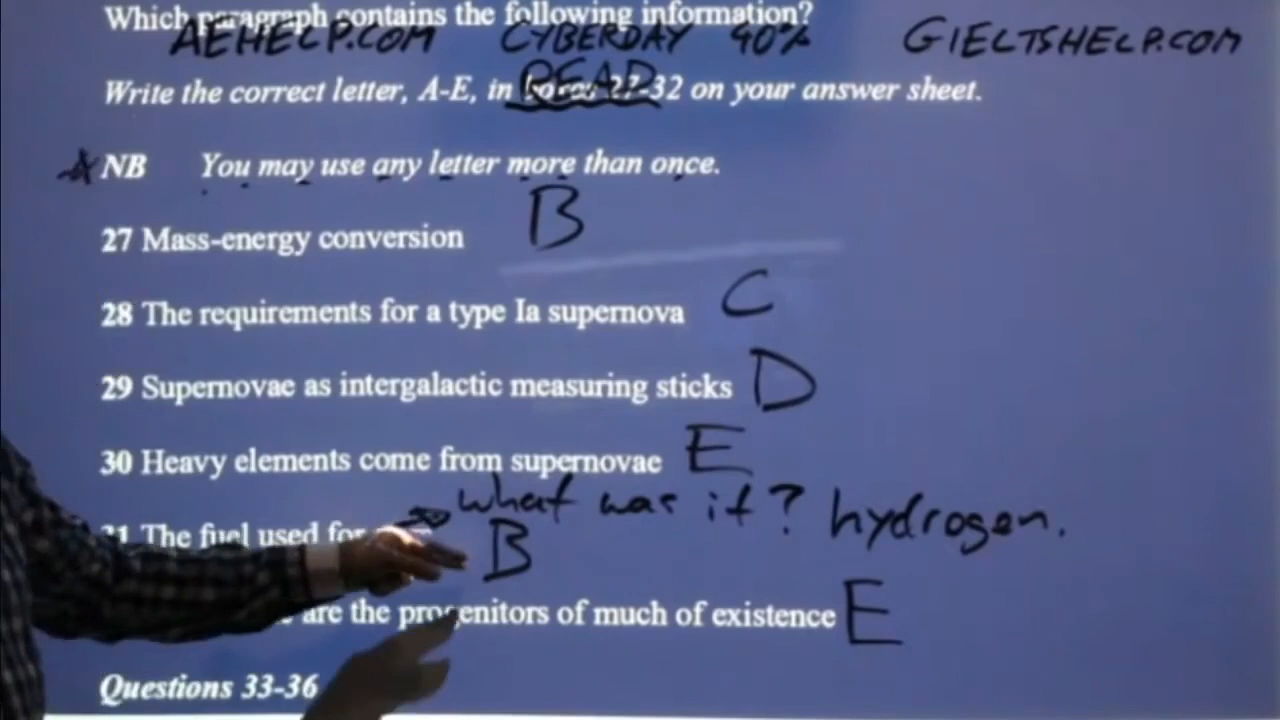 Which paragraph contains the following information?
AEHELP.COM CYBERDAY 40% GIELTSHELP.COM
READ
Write the correct letter, A-E, in boxes 27-32 on your answer sheet.
NB You may use any letter more than once.
27 Mass-energy conversion B
28 The requirements for a type Ia supernova C
29 Supernovae as intergalactic measuring sticks D
30 Heavy elements come from supernovae E
what was it? hydrogen.
31 The fuel used for B
are the progenitors of much of existence E
Questions 33-36